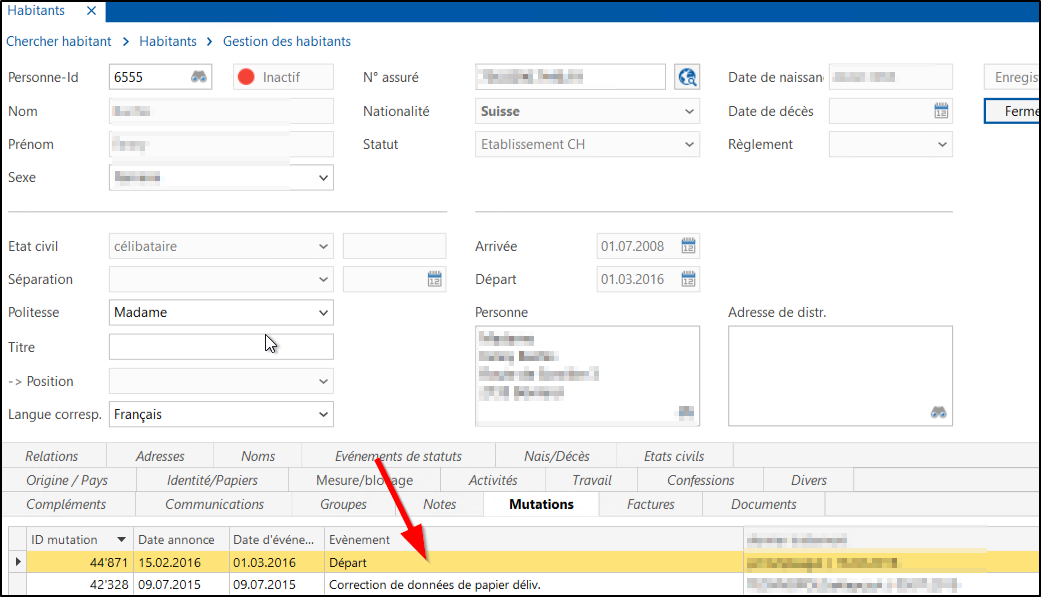 Habitants
Chercher habitant > Habitants > Gestion des habitants
Personne-Id 6555 Inactif N° assuré Date de naissan Enregis
Nom Nationalité Suisse Date de décès Ferme
Prénom Statut Etablissement CH Règlement
Sexe
Etat civil célibataire Arrivée 01.07.2008
Séparation Départ 01.03.2016
Politesse Madame Personne Adresse de distr.
Titre
-> Position
Langue corresp. Français
Relations Adresses Noms Evénements de statuts Nais/Décès Etats civils
Origine / Pays Identité/Papiers Mesure/blocage Activités Travail Confessions Divers
Compléments Communications Groupes Notes Mutations Factures Documents
ID mutation Date annonce Date d'événe... Evènement
44'871 15.02.2016 01.03.2016 Départ
42'328 09.07.2015 09.07.2015 Correction de données de papier déliv.